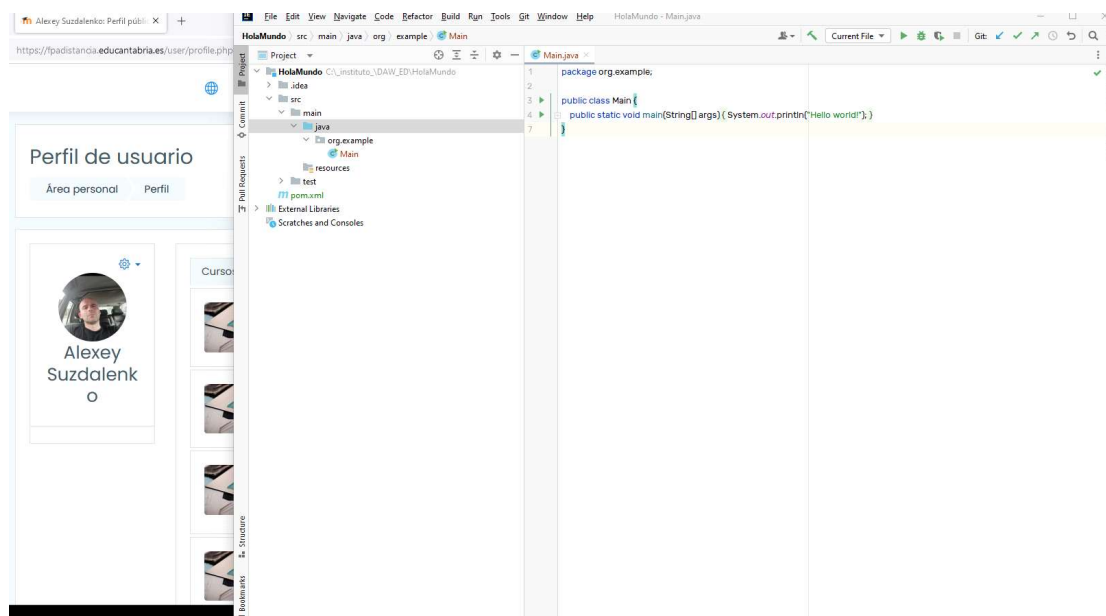 Alexey Suzdalenko: Perfil públi
https://fpadistancia.educantabria.es/user/profile.php
Perfil de usuario
Área personal Perfil
Alexey
Suzdalenk
o
Cursos
File Edit View Navigate Code Refactor Build Run Tools Git Window Help HolaMundo - Main.java
HolaMundo src main java org example Main
Current File Git:
Project
Commit
Pull Requests
Structure
Bookmarks
Project
HolaMundo C:\_instituto_\DAW_ED\HolaMundo
.idea
src
main
java
org.example
Main
resources
test
pom.xml
External Libraries
Scratches and Consoles
Main.java
1 package org.example;
2
3 public class Main {
4 public static void main(String[] args) { System.out.println("Hello world!"); }
7 }